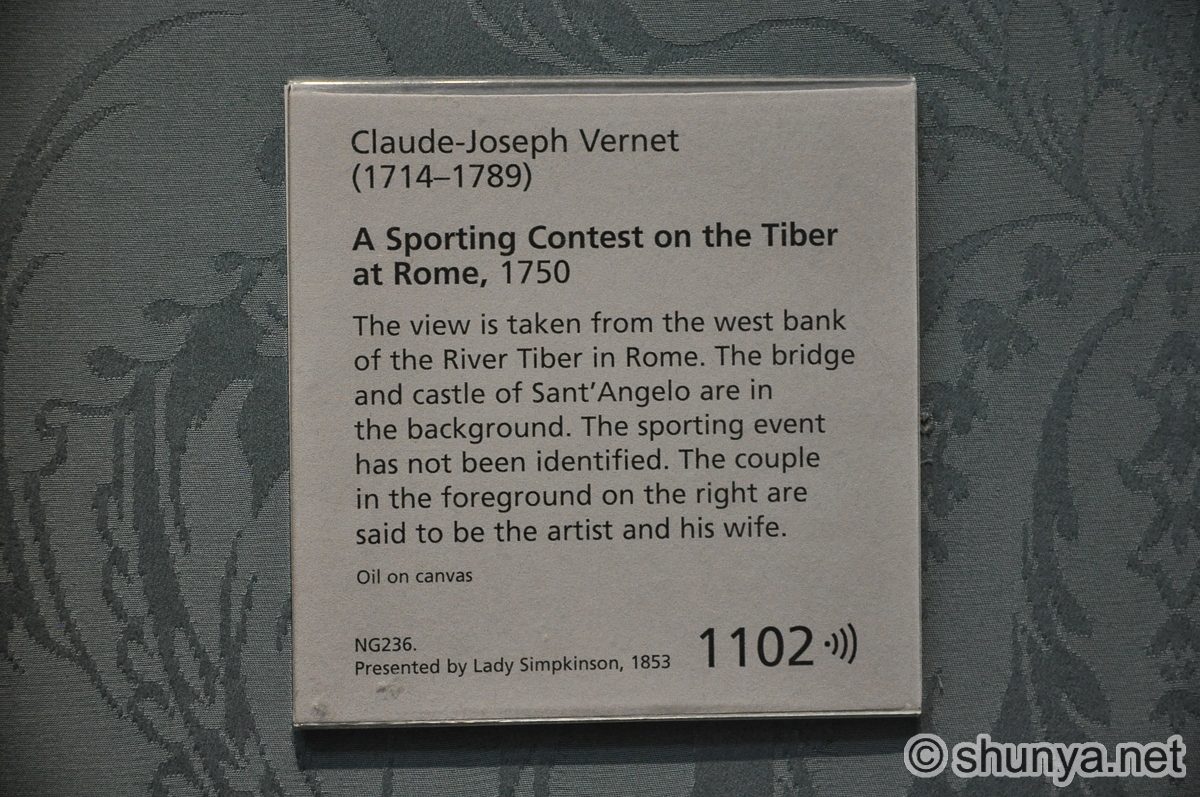 Claude-Joseph Vernet
(1714–1789)
A Sporting Contest on the Tiber
at Rome, 1750
The view is taken from the west bank
of the River Tiber in Rome. The bridge
and castle of Sant’Angelo are in
the background. The sporting event
has not been identified. The couple
in the foreground on the right are
said to be the artist and his wife.
Oil on canvas
NG236.
Presented by Lady Simpkinson, 1853
1102
© shunya.net